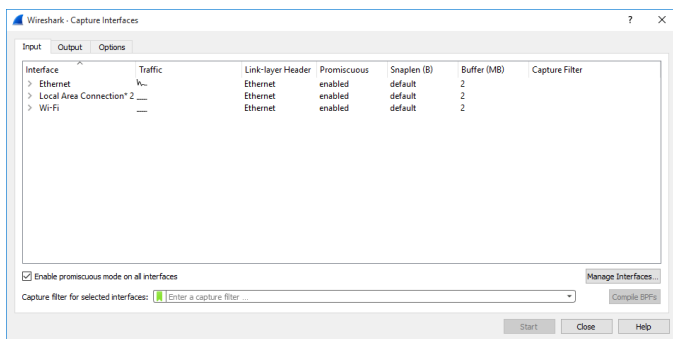 Wireshark · Capture Interfaces
Input Output Options
Interface Traffic Link-layer Header Promiscuous Snaplen (B) Buffer (MB) Capture Filter
Ethernet Ethernet enabled default 2
Local Area Connection* 2 Ethernet enabled default 2
Wi-Fi Ethernet enabled default 2
Enable promiscuous mode on all interfaces Manage Interfaces...
Capture filter for selected interfaces: Enter a capture filter ... Compile BPFs
Start Close Help